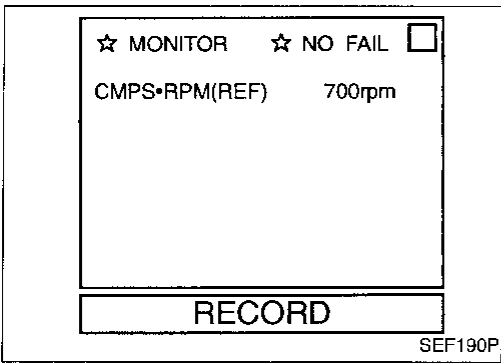 ☆ MONITOR ☆ NO FAIL
CMPS•RPM(REF) 700rpm
RECORD
SEF190P